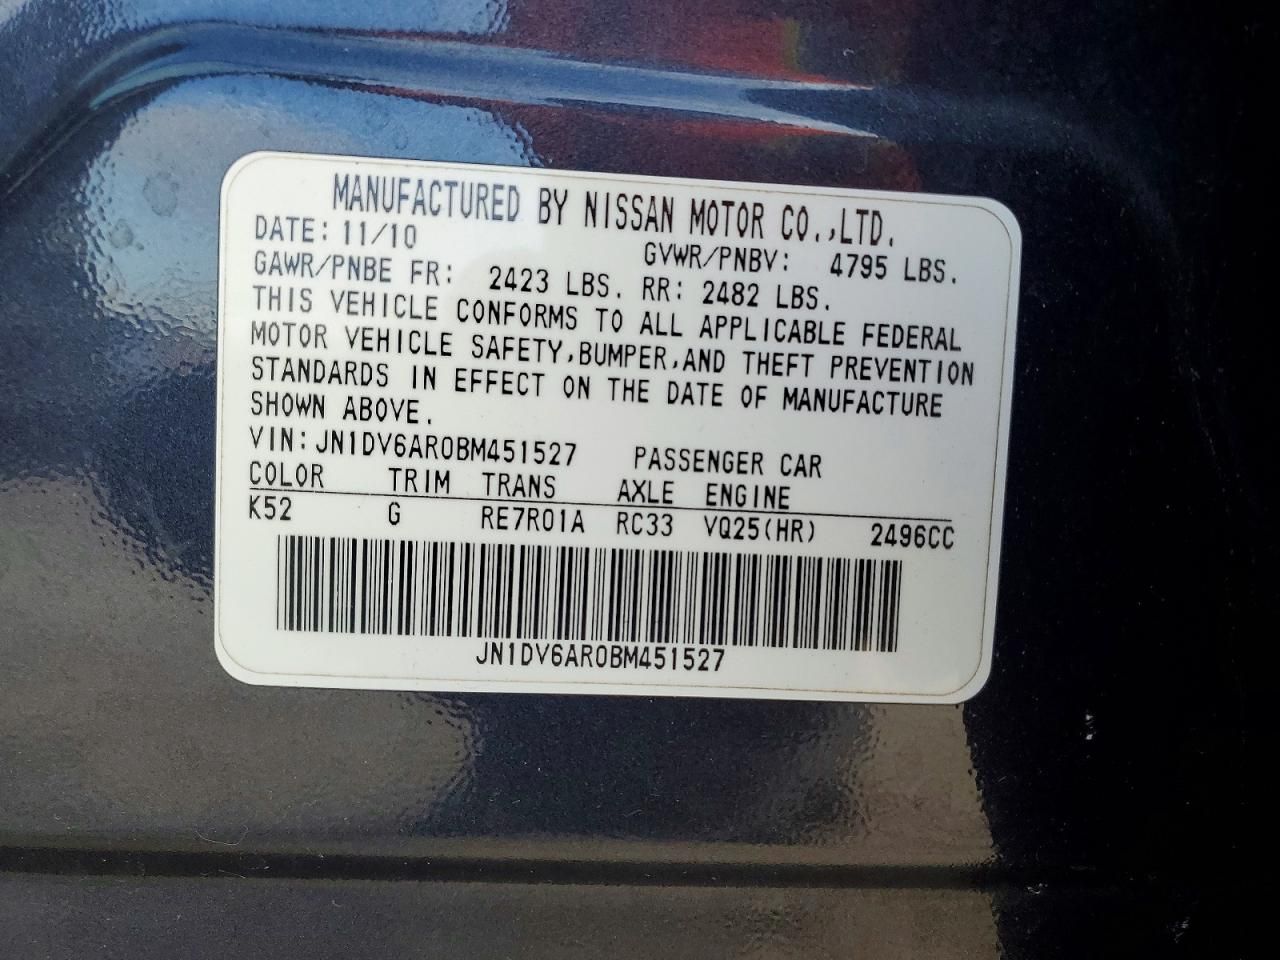 MANUFACTURED BY NISSAN MOTOR CO.,LTD.
DATE: 11/10 GVWR/PNBV: 4795 LBS.
GAWR/PNBE FR: 2423 LBS. RR: 2482 LBS.
THIS VEHICLE CONFORMS TO ALL APPLICABLE FEDERAL
MOTOR VEHICLE SAFETY,BUMPER,AND THEFT PREVENTION
STANDARDS IN EFFECT ON THE DATE OF MANUFACTURE
SHOWN ABOVE.
VIN: JN1DV6AR0BM451527 PASSENGER CAR
COLOR TRIM TRANS AXLE ENGINE
K52 G RE7R01A RC33 VQ25(HR) 2496CC
JN1DV6AR0BM451527